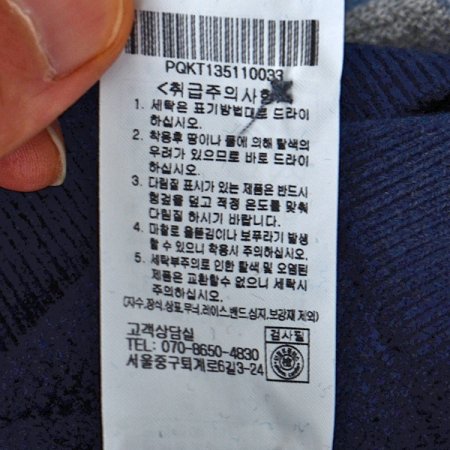 PQKT135110033
<취급주의사항>
1. 세탁은 표기방법대로 드라이
하십시오.
2. 착용후 땀이나 물에 의해 탈색의
우려가 있으므로 바로 드라이
하십시오.
3. 다림질 표시가 있는 제품은 반드시
헝겊을 덮고 적정 온도를 맞춰
다림질 하시기 바랍니다.
4. 마찰로 올뜯김이나 보푸라기 발생
할 수 있으니 착용시 주의하십시오.
5. 세탁부주의로 인한 탈색 및 오염된
제품은 교환할수 없으니 세탁시
주의하십시오.
(자수,장식,상표,무늬,레이스,밴드,심지,보강재 제외)
고객상담실
검사필
TEL: 070-8650-4830
서울중구퇴계로6길3-24